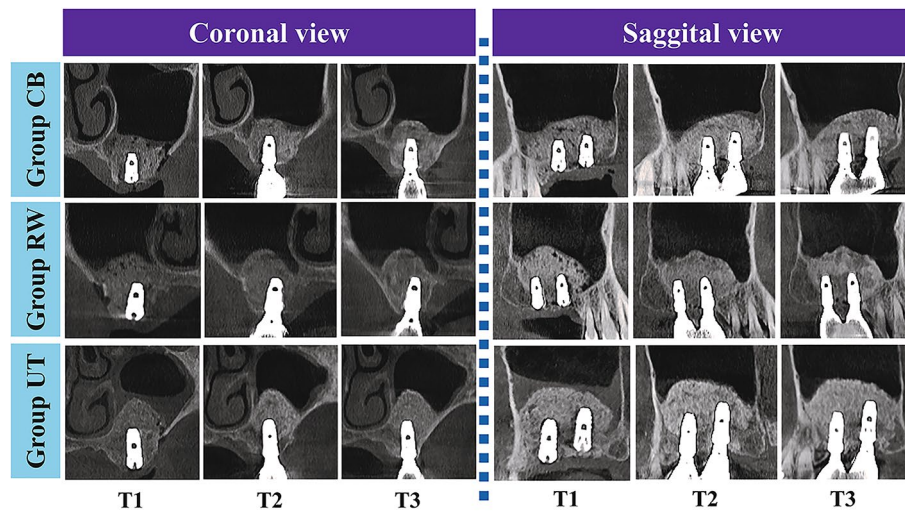 Coronal view
Saggital view
Group CB
Group RW
Group UT
T1
T2
T3
T1
T2
T3